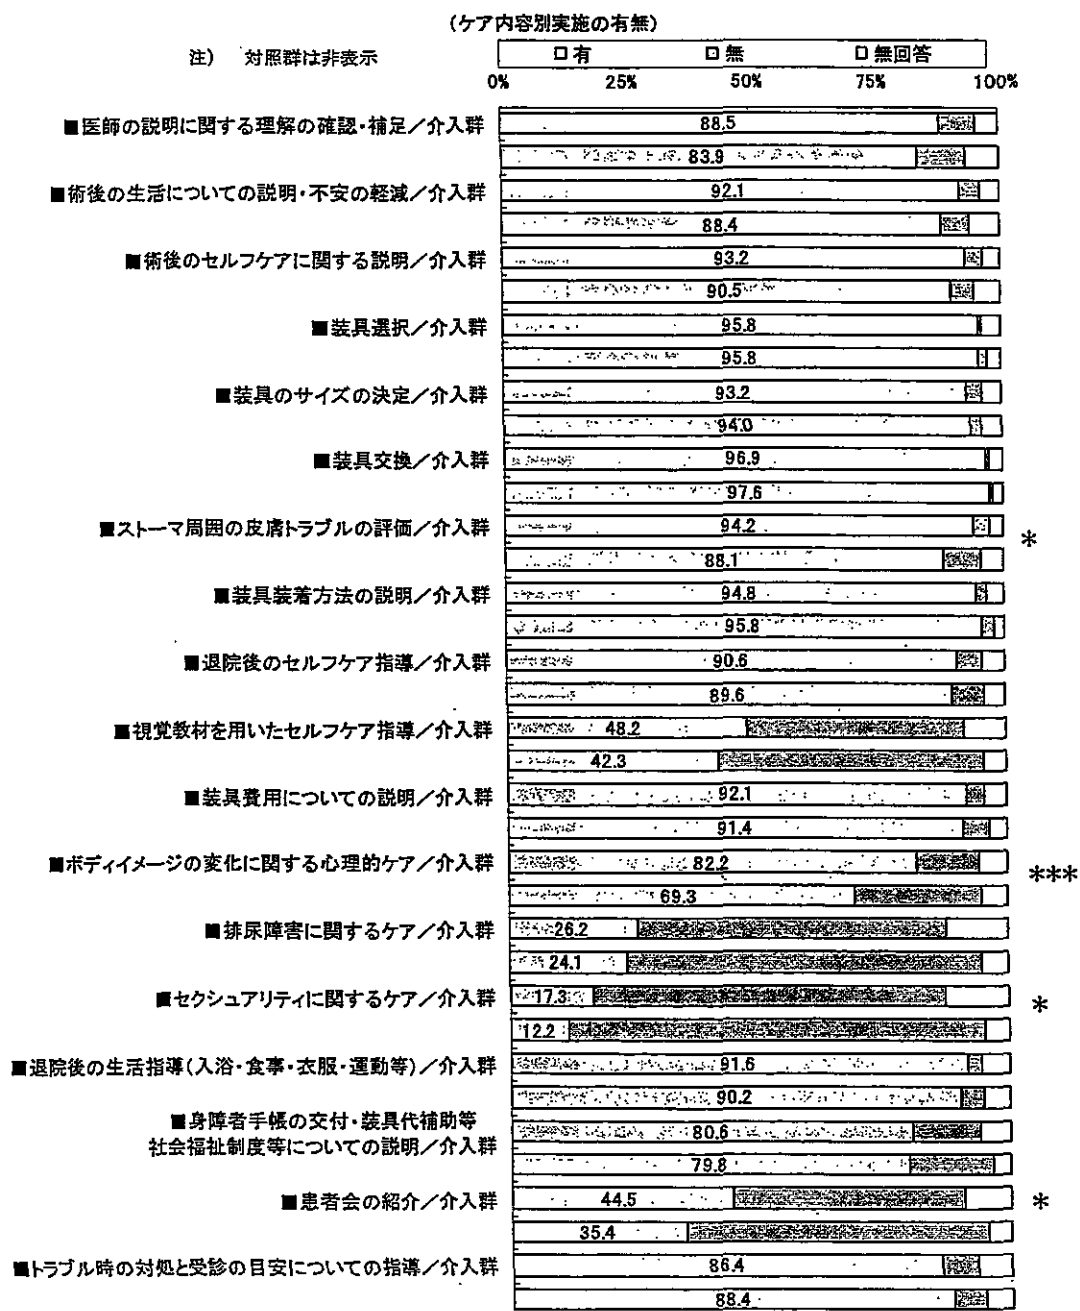 (ケア内容別実施の有無)
注) 対照群は非表示
□有 □無 □無回答
0% 25% 50% 75% 100%
■医師の説明に関する理解の確認・補足／介入群 88.5
83.9
■術後の生活についての説明・不安の軽減／介入群 92.1
88.4
■術後のセルフケアに関する説明／介入群 93.2
90.5
■装具選択／介入群 95.8
95.8
■装具のサイズの決定／介入群 93.2
94.0
■装具交換／介入群 96.9
97.6
■ストーマ周囲の皮膚トラブルの評価／介入群 94.2
*
88.1
■装具装着方法の説明／介入群 94.8
95.8
■退院後のセルフケア指導／介入群 90.6
89.6
■視覚教材を用いたセルフケア指導／介入群 48.2
42.3
■装具費用についての説明／介入群 92.1
91.4
■ボディイメージの変化に関する心理的ケア／介入群 82.2
***
69.3
■排尿障害に関するケア／介入群 26.2
24.1
■セクシュアリティに関するケア／介入群 17.3 *
12.2
■退院後の生活指導(入浴・食事・衣服・運動等)／介入群 91.6
90.2
■身障者手帳の交付・装具代補助等
社会福祉制度等についての説明／介入群 80.6
79.8
■患者会の紹介／介入群 44.5 *
35.4
■トラブル時の対処と受診の目安についての指導／介入群 86.4
88.4